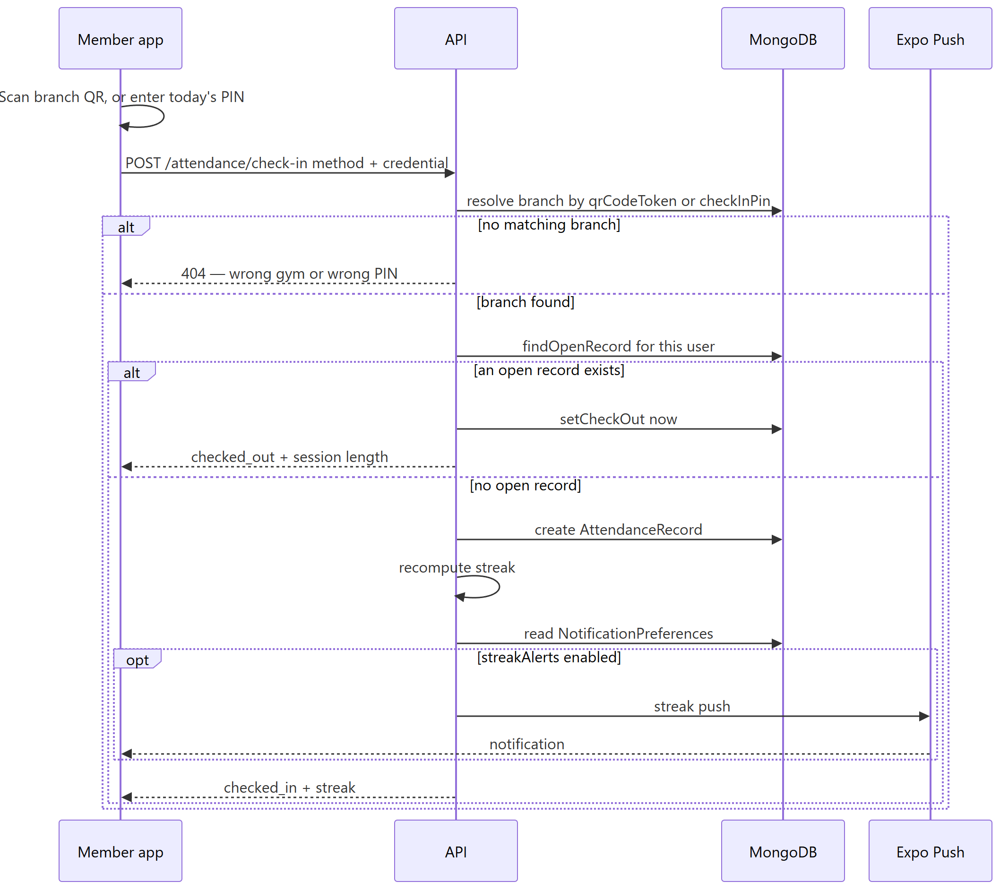 Member app
API
MongoDB
Expo Push
Scan branch QR, or enter today's PIN
POST /attendance/check-in method + credential
resolve branch by qrCodeToken or checkInPin
alt
[no matching branch]
404 — wrong gym or wrong PIN
[branch found]
findOpenRecord for this user
alt
[an open record exists]
setCheckOut now
checked_out + session length
[no open record]
create AttendanceRecord
recompute streak
read NotificationPreferences
opt
[streakAlerts enabled]
streak push
notification
checked_in + streak
Member app
API
MongoDB
Expo Push